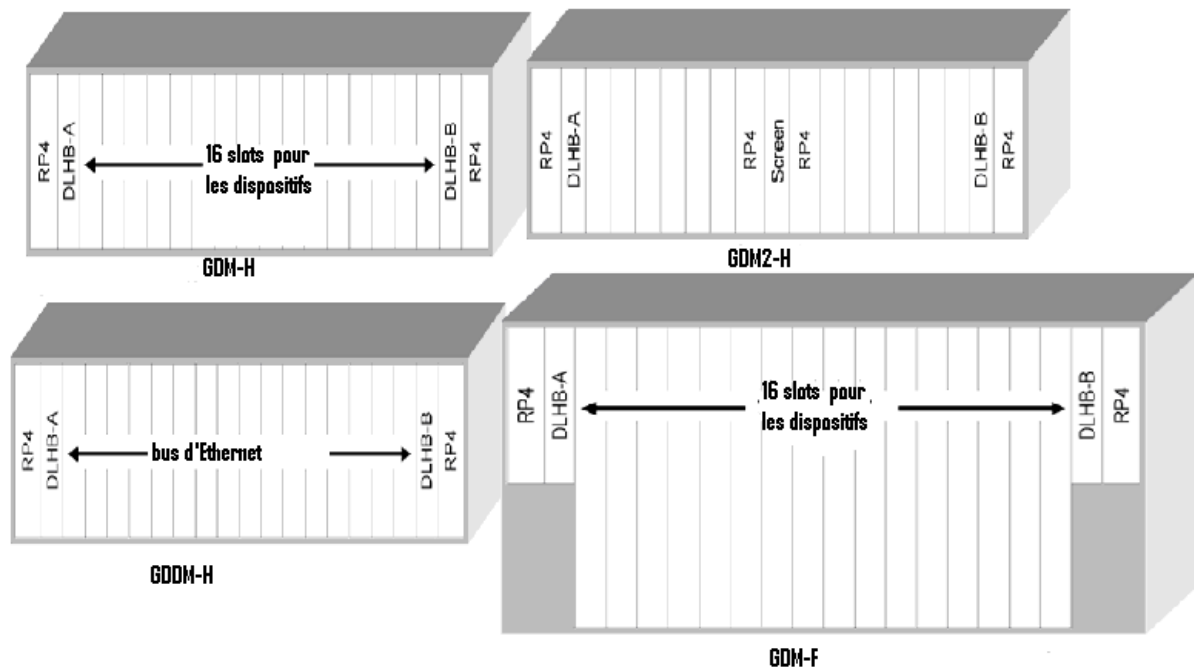 RP4
DLHB-A
16 slots pour
les dispositifs
DLHB-B
RP4
GDM-H
RP4
DLHB-A
RP4
Screen
RP4
DLHB-B
RP4
GDM2-H
RP4
DLHB-A
bus d'Ethernet
DLHB-B
RP4
GDDM-H
RP4
DLHB-A
16 slots pour
les dispositifs
DLHB-B
RP4
GDM-F